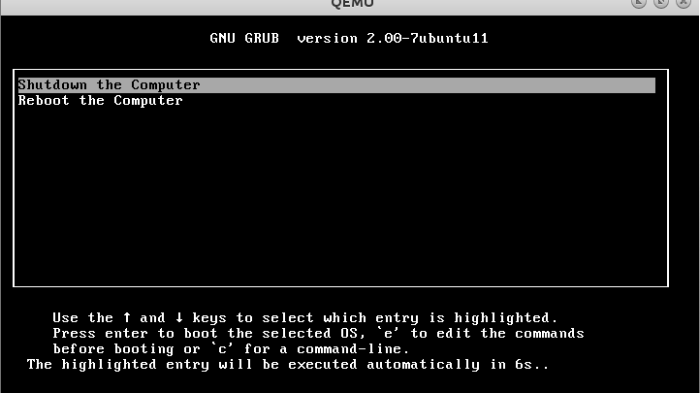 QEMU
GNU GRUB  version 2.00-7ubuntu11
Shutdown the Computer
Reboot the Computer
Use the ↑ and ↓ keys to select which entry is highlighted.
Press enter to boot the selected OS, `e' to edit the commands
before booting or `c' for a command-line.
The highlighted entry will be executed automatically in 6s..